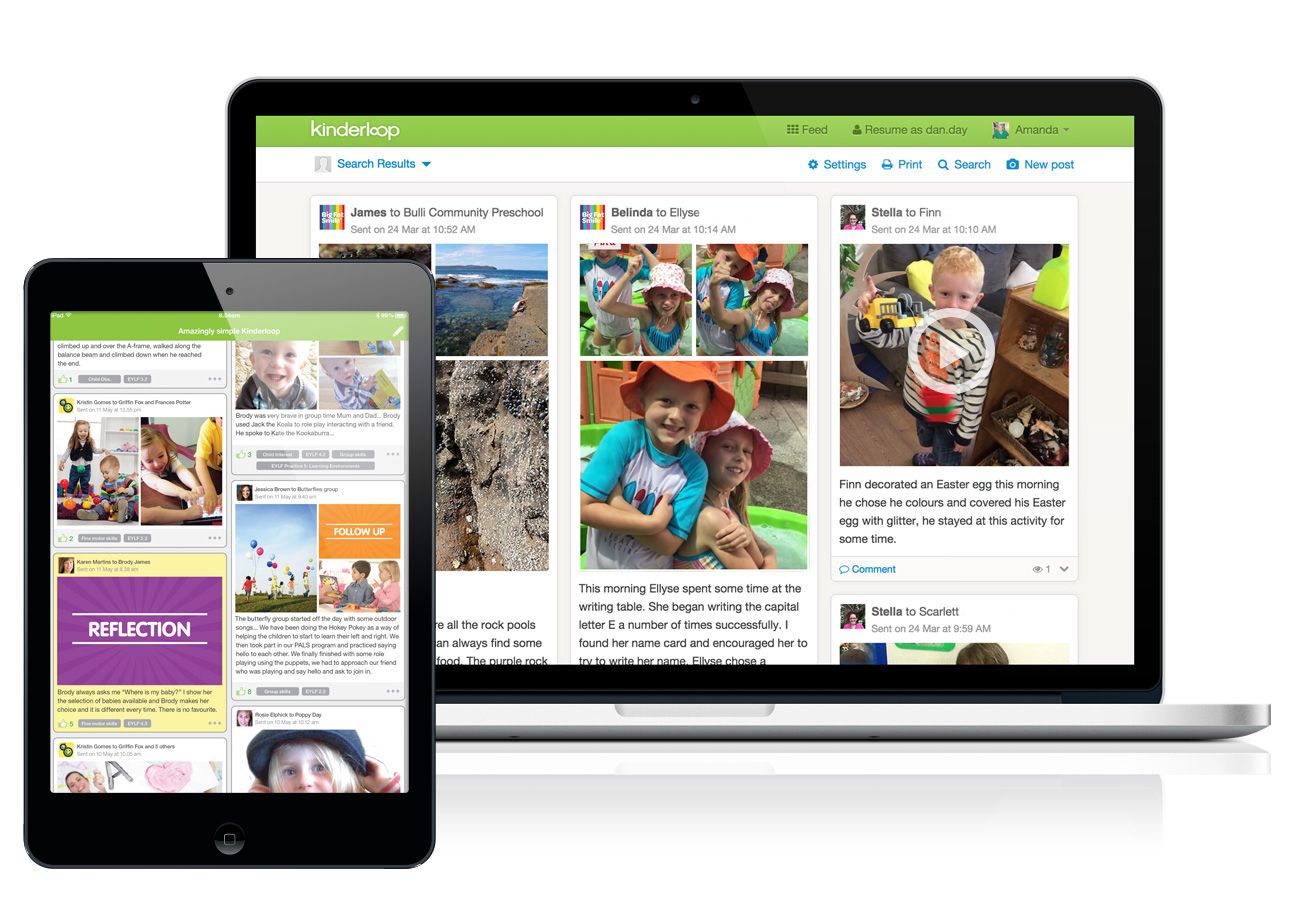 kinderloop
Feed
Resume as dan.day
Amanda
Search Results
Settings
Print
Search
New post
Big Fat
Smile
James to Bulli Community Preschool
Sent on 24 Mar at 10:52 AM
re all the rock pools
an always find some
food. The purple rock
Big Fat
Smile
Belinda to Ellyse
Sent on 24 Mar at 10:14 AM
This morning Ellyse spent some time at the
writing table. She began writing the capital
letter E a number of times successfully. I
found her name card and encouraged her to
try to write her name. Ellyse chose a
Stella to Finn
Sent on 24 Mar at 10:10 AM
Finn decorated an Easter egg this morning
he chose he colours and covered his Easter
egg with glitter, he stayed at this activity for
some time.
Comment
1
Stella to Scarlett
Sent on 24 Mar at 9:59 AM
iPad
Amazingly simple Kinderloop
climbed up and over the A-frame, walked along the
balance beam and climbed down when he reached
the end.
1
Child Obs.
EYLF 3.2
Kristin Gomes to Griffin Fox and Frances Potter
Sent on 11 May at 13.55 pm
2
Fine motor skills
EYLF 2.2
Karen Martins to Brody James
Sent on 11 May at 8.38 am
REFLECTION
Brody always asks me "Where is my baby?" I show her
the selection of babies available and Brody makes her
choice and it is different every time. There is no favourite.
5
Fine motor skills
EYLF 4.3
Kristin Gomes to Griffin Fox and 5 others
Sent on 10 May at 10.05 am
A
Brody was very brave in group time Mum and Dad... Brody
used Jack the Koala to role play interacting with a friend.
He spoke to Kate the Kookaburra...
3
Child Interest
EYLF 4.2
Group skills
EYLF Practice 5: Learning Environments
Jessica Brown to Butterflies group
Sent on 11 May at 9.40 am
FOLLOW UP
The butterfly group started off the day with some outdoor
songs... We have been doing the Hokey Pokey as a way of
helping the children to start to learn their left and right. We
then took part in our PALS program and practiced saying
hello to each other. We finally finished with some role
playing using the puppets, we had to approach our friend
who was playing and say hello and ask to join in.
8
Group skills
EYLF 2.2
Rosie Elphick to Poppy Day
Sent on 10 May at 10.12 am